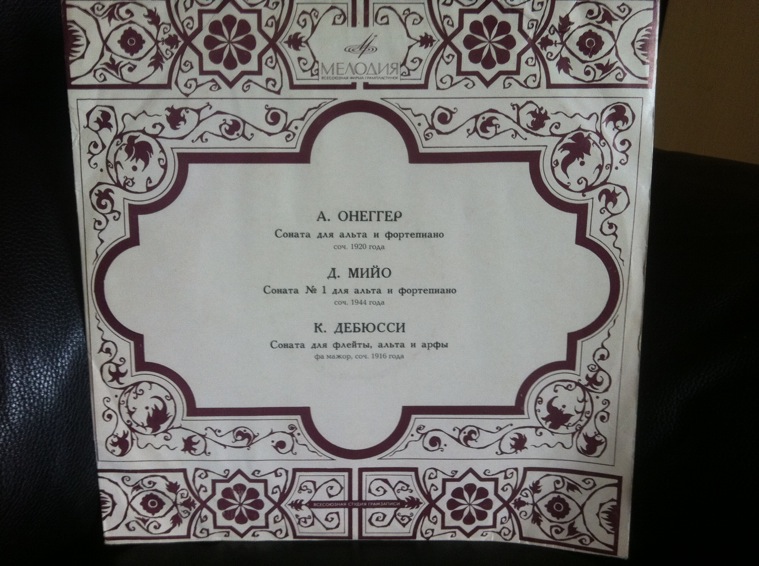 МЕЛОДИЯ
ВСЕСОЮЗНАЯ ФИРМА ГРАМПЛАСТИНОК
А. ОНЕГГЕР
Соната для альта и фортепиано
соч. 1920 года
Д. МИЙО
Соната № 1 для альта и фортепиано
соч. 1944 года
К. ДЕБЮССИ
Соната для флейты, альта и арфы
фа мажор, соч. 1916 года
ВСЕСОЮЗНАЯ СТУДИЯ ГРАМЗАПИСИ